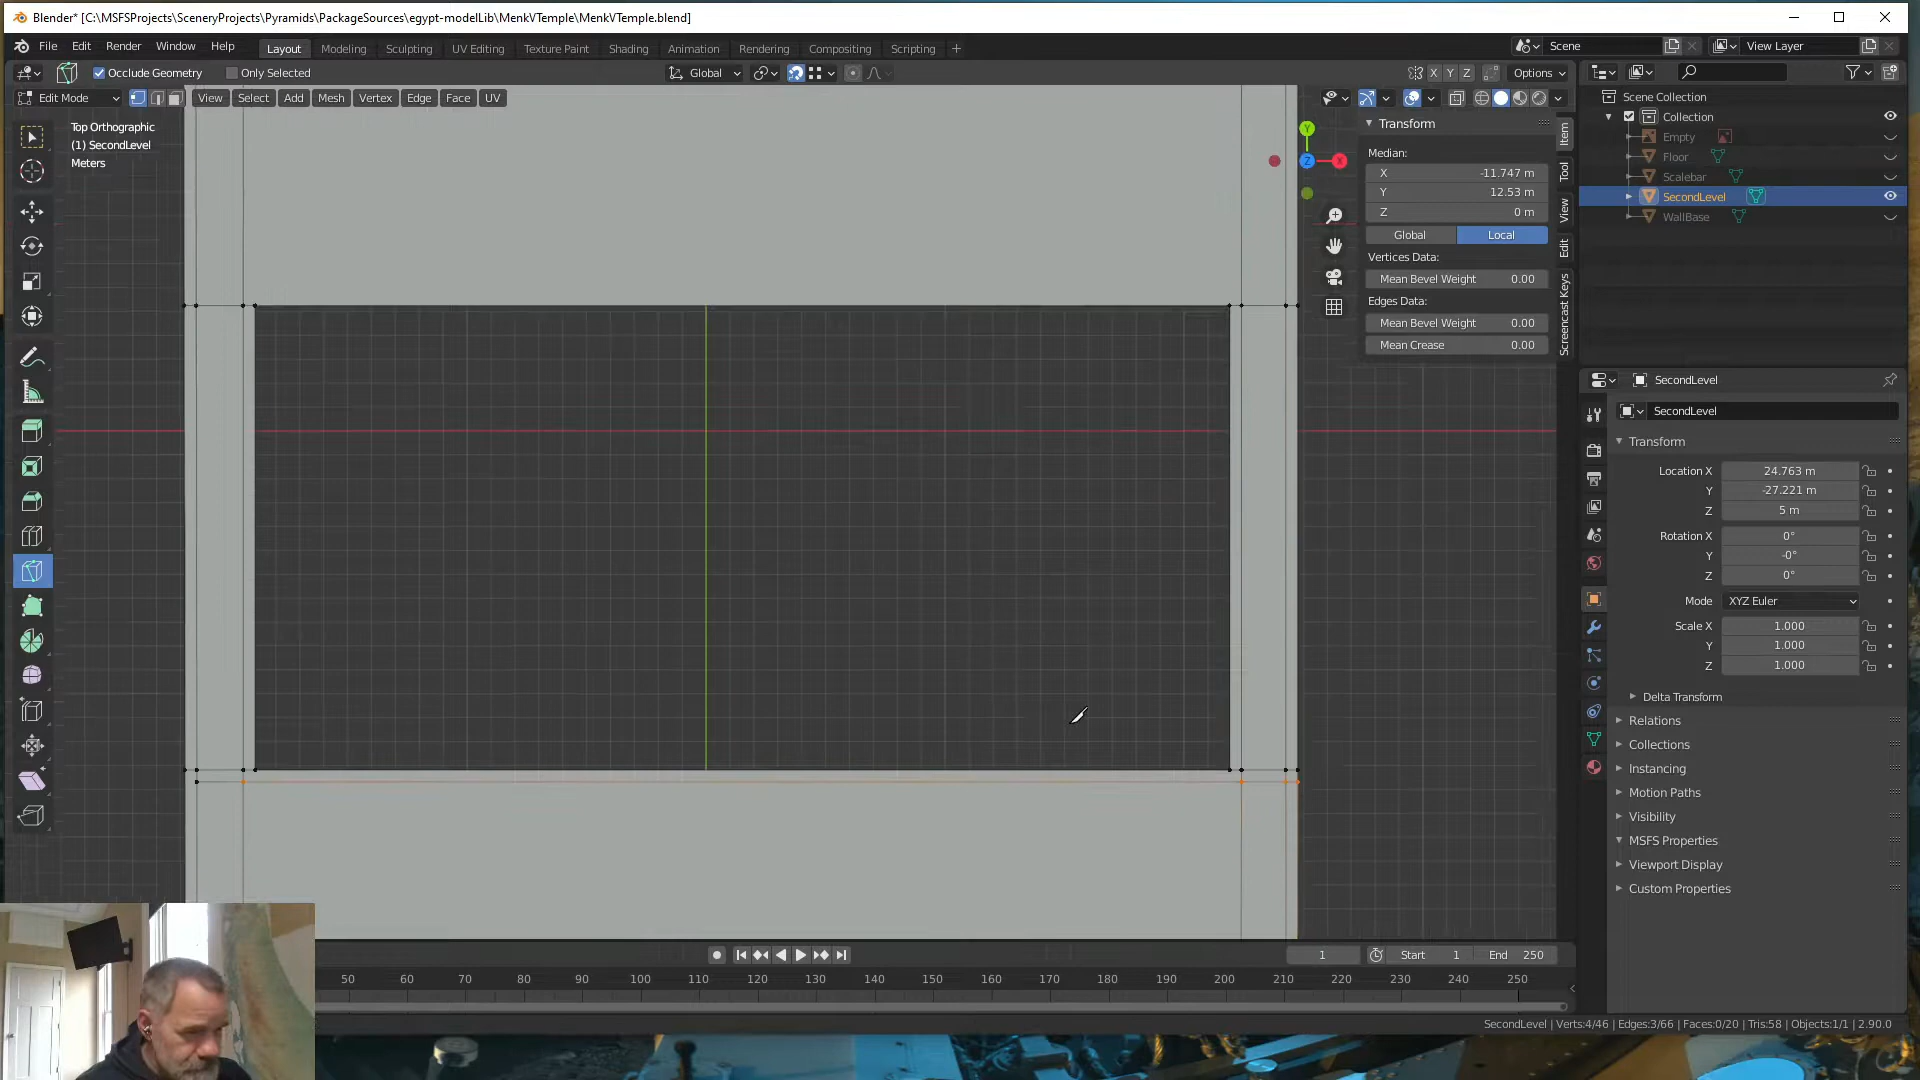 Blender* [C:\MSFSProjects\SceneryProjects\Pyramids\PackageSources\egypt-modelLib\MenkVTemple\MenkVTemple.blend]
File Edit Render Window Help Layout Modeling Sculpting UV Editing Texture Paint Shading Animation Rendering Compositing Scripting + Scene View Layer
Occlude Geometry Only Selected Global X Y Z Options
Edit Mode View Select Add Mesh Vertex Edge Face UV
Top Orthographic
(1) SecondLevel
Meters
Y
Z X
Transform
Median:
X -11.747 m
Y 12.53 m
Z 0 m
Global Local
Vertices Data:
Mean Bevel Weight 0.00
Edges Data:
Mean Bevel Weight 0.00
Mean Crease 0.00
Item
Tool
View
Edit
Screencast Keys
Scene Collection
Collection
Empty
Floor
Scalebar
SecondLevel
WallBase
SecondLevel
SecondLevel
Transform
Location X 24.763 m
Y -27.221 m
Z 5 m
Rotation X 0°
Y -0°
Z 0°
Mode XYZ Euler
Scale X 1.000
Y 1.000
Z 1.000
Delta Transform
Relations
Collections
Instancing
Motion Paths
Visibility
MSFS Properties
Viewport Display
Custom Properties
1 Start 1 End 250
50 60 70 80 90 100 110 120 130 140 150 160 170 180 190 200 210 220 230 240 250
SecondLevel | Verts:4/46 | Edges:3/66 | Faces:0/20 | Tris:58 | Objects:1/1 | 2.90.0